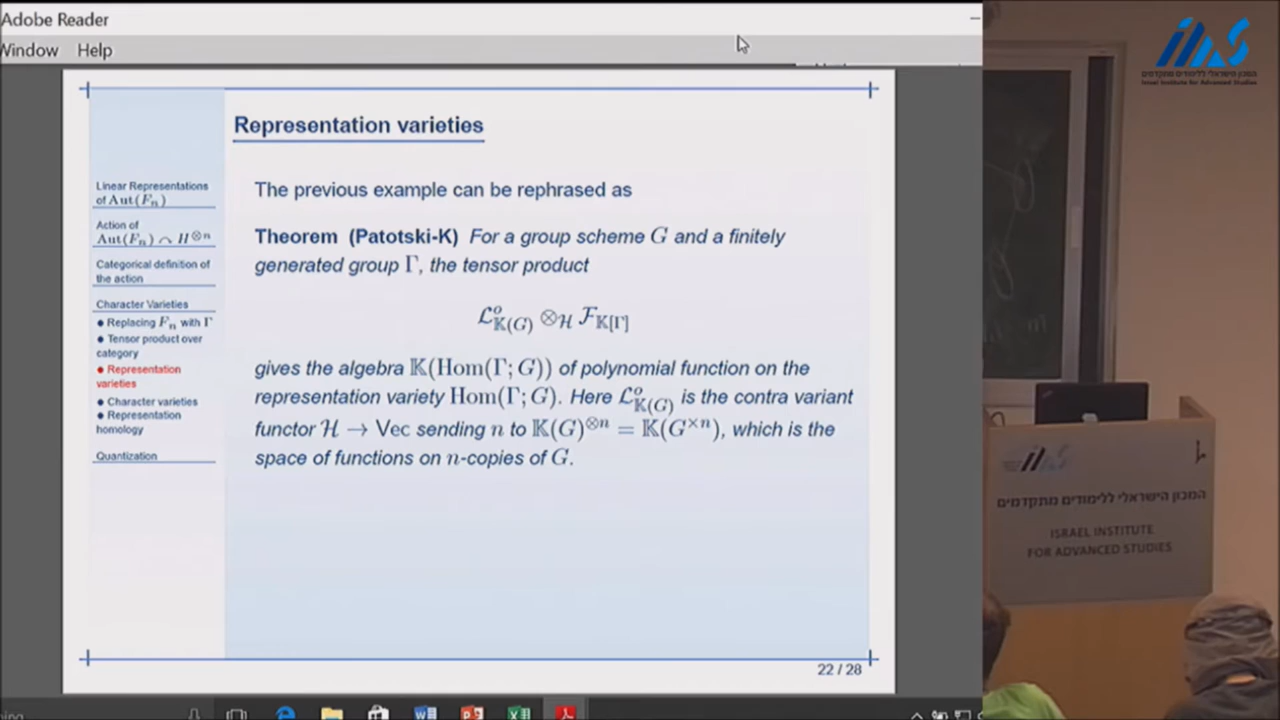 Adobe Reader
Window Help
Representation varieties
Linear Representations
of Aut(Fₙ)
Action of
Aut(Fₙ) ↷ H^{⊗n}
Categorical definition of
the action
Character Varieties
• Replacing Fₙ with Γ
• Tensor product over
category
• Representation
varieties
• Character varieties
• Representation
homology
Quantization
The previous example can be rephrased as
Theorem (Patotski-K) For a group scheme G and a finitely
generated group Γ, the tensor product
ℒ^o_{𝕂(G)} ⊗_ℋ ℱ_{𝕂[Γ]}
gives the algebra 𝕂(Hom(Γ; G)) of polynomial function on the
representation variety Hom(Γ; G). Here ℒ^o_{𝕂(G)} is the contra variant
functor ℋ → Vec sending n to 𝕂(G)^{⊗n} = 𝕂(G^{×n}), which is the
space of functions on n-copies of G.
22 / 28
המכון הישראלי ללימודים מתקדמים
Israel Institute for Advanced Studies
המכון הישראלי ללימודים מתקדמים
ISRAEL INSTITUTE
FOR ADVANCED STUDIES